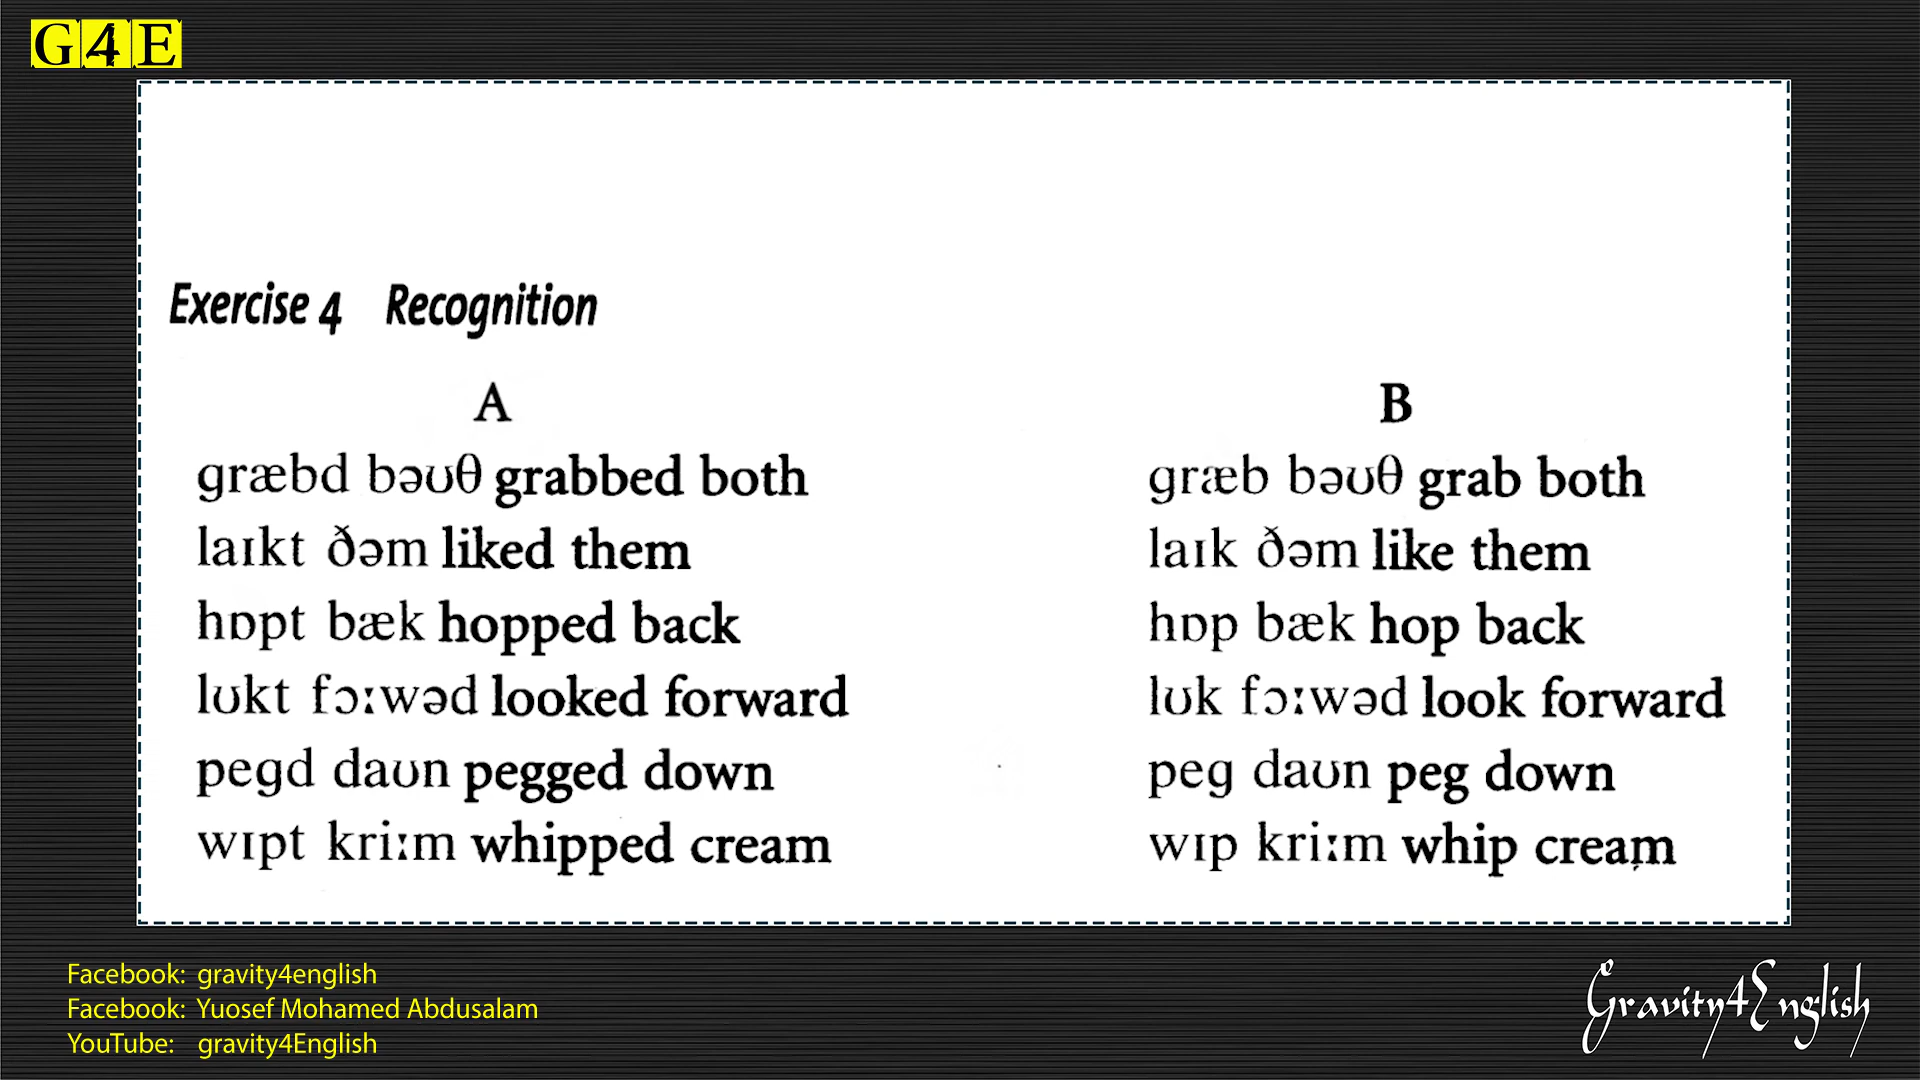 G4E
Exercise 4 Recognition
A
B
græbd bəʊθ grabbed both
græb bəʊθ grab both
laɪkt ðəm liked them
laɪk ðəm like them
hɒpt bæk hopped back
hɒp bæk hop back
lʊkt fɔːwəd looked forward
lʊk fɔːwəd look forward
pegd daʊn pegged down
peg daʊn peg down
wɪpt kriːm whipped cream
wɪp kriːm whip cream
Facebook: gravity4english
Facebook: Yuosef Mohamed Abdusalam
YouTube: gravity4English
Gravity4English